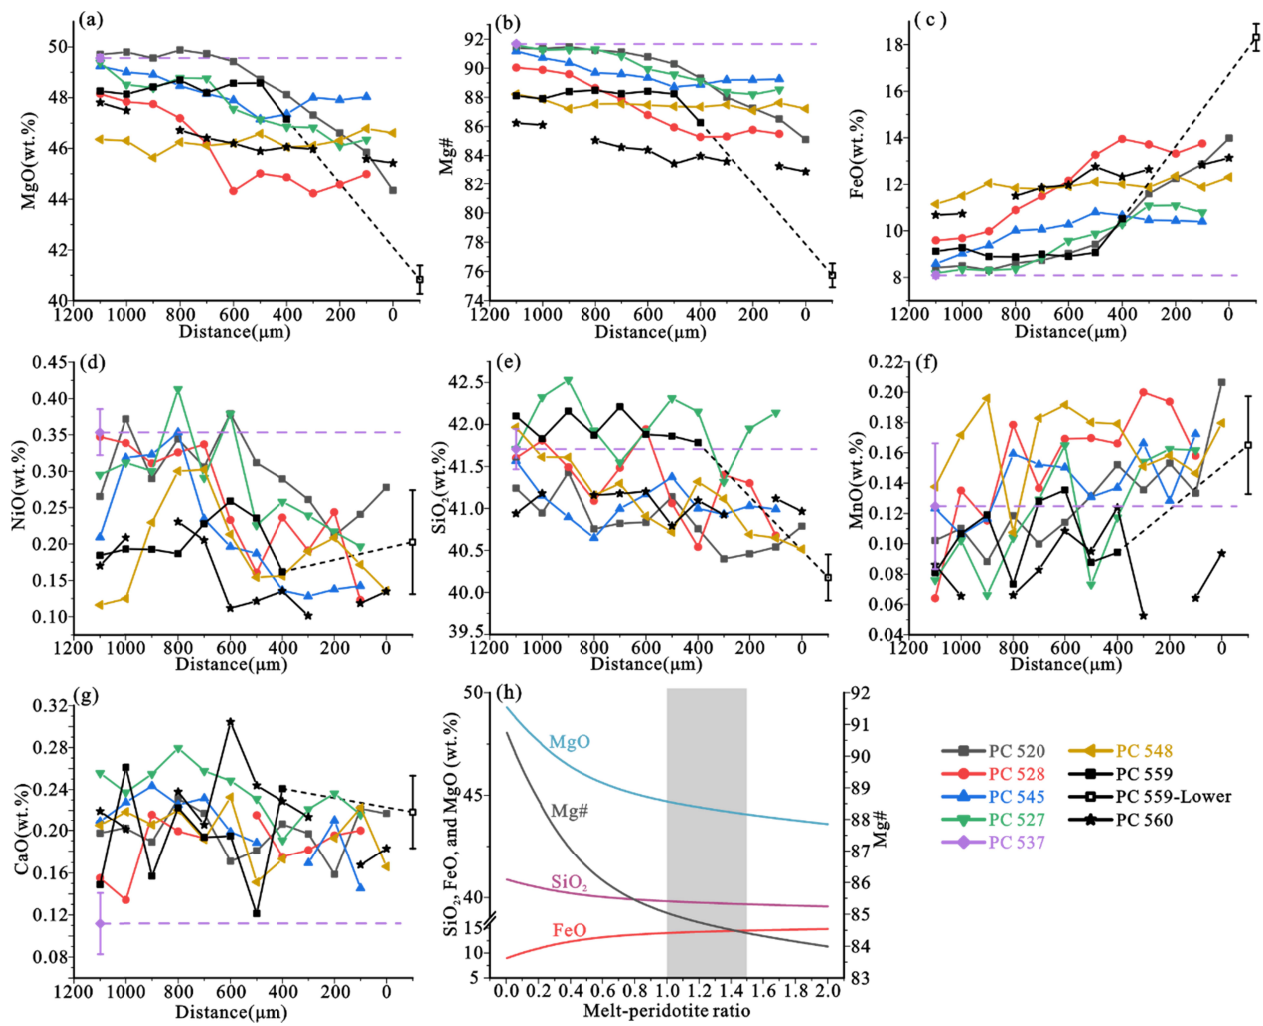 (a)
50
48
46
44
42
40
MgO(wt.%)
1200 1000 800 600 400 200 0
Distance(μm)
(b)
92
90
88
86
84
82
80
78
76
74
Mg#
1200 1000 800 600 400 200 0
Distance(μm)
(c)
18
16
14
12
10
8
FeO(wt.%)
1200 1000 800 600 400 200 0
Distance(μm)
(d)
0.45
0.40
0.35
0.30
0.25
0.20
0.15
0.10
NiO(wt.%)
1200 1000 800 600 400 200 0
Distance(μm)
(e)
42.5
42.0
41.5
41.0
40.5
40.0
39.5
SiO₂(wt.%)
1200 1000 800 600 400 200 0
Distance(μm)
(f)
0.22
0.20
0.18
0.16
0.14
0.12
0.10
0.08
0.06
0.04
MnO(wt.%)
1200 1000 800 600 400 200 0
Distance(μm)
(g)
0.32
0.28
0.24
0.20
0.16
0.12
0.08
CaO(wt.%)
1200 1000 800 600 400 200 0
Distance(μm)
(h)
50
45
40
15
10
5
SiO₂, FeO, and MgO (wt.%)
MgO
Mg#
SiO₂
FeO
92
91
90
89
88
87
86
85
84
83
Mg#
0.0 0.2 0.4 0.6 0.8 1.0 1.2 1.4 1.6 1.8 2.0
Melt-peridotite ratio
PC 520
PC 528
PC 545
PC 527
PC 537
PC 548
PC 559
PC 559-Lower
PC 560